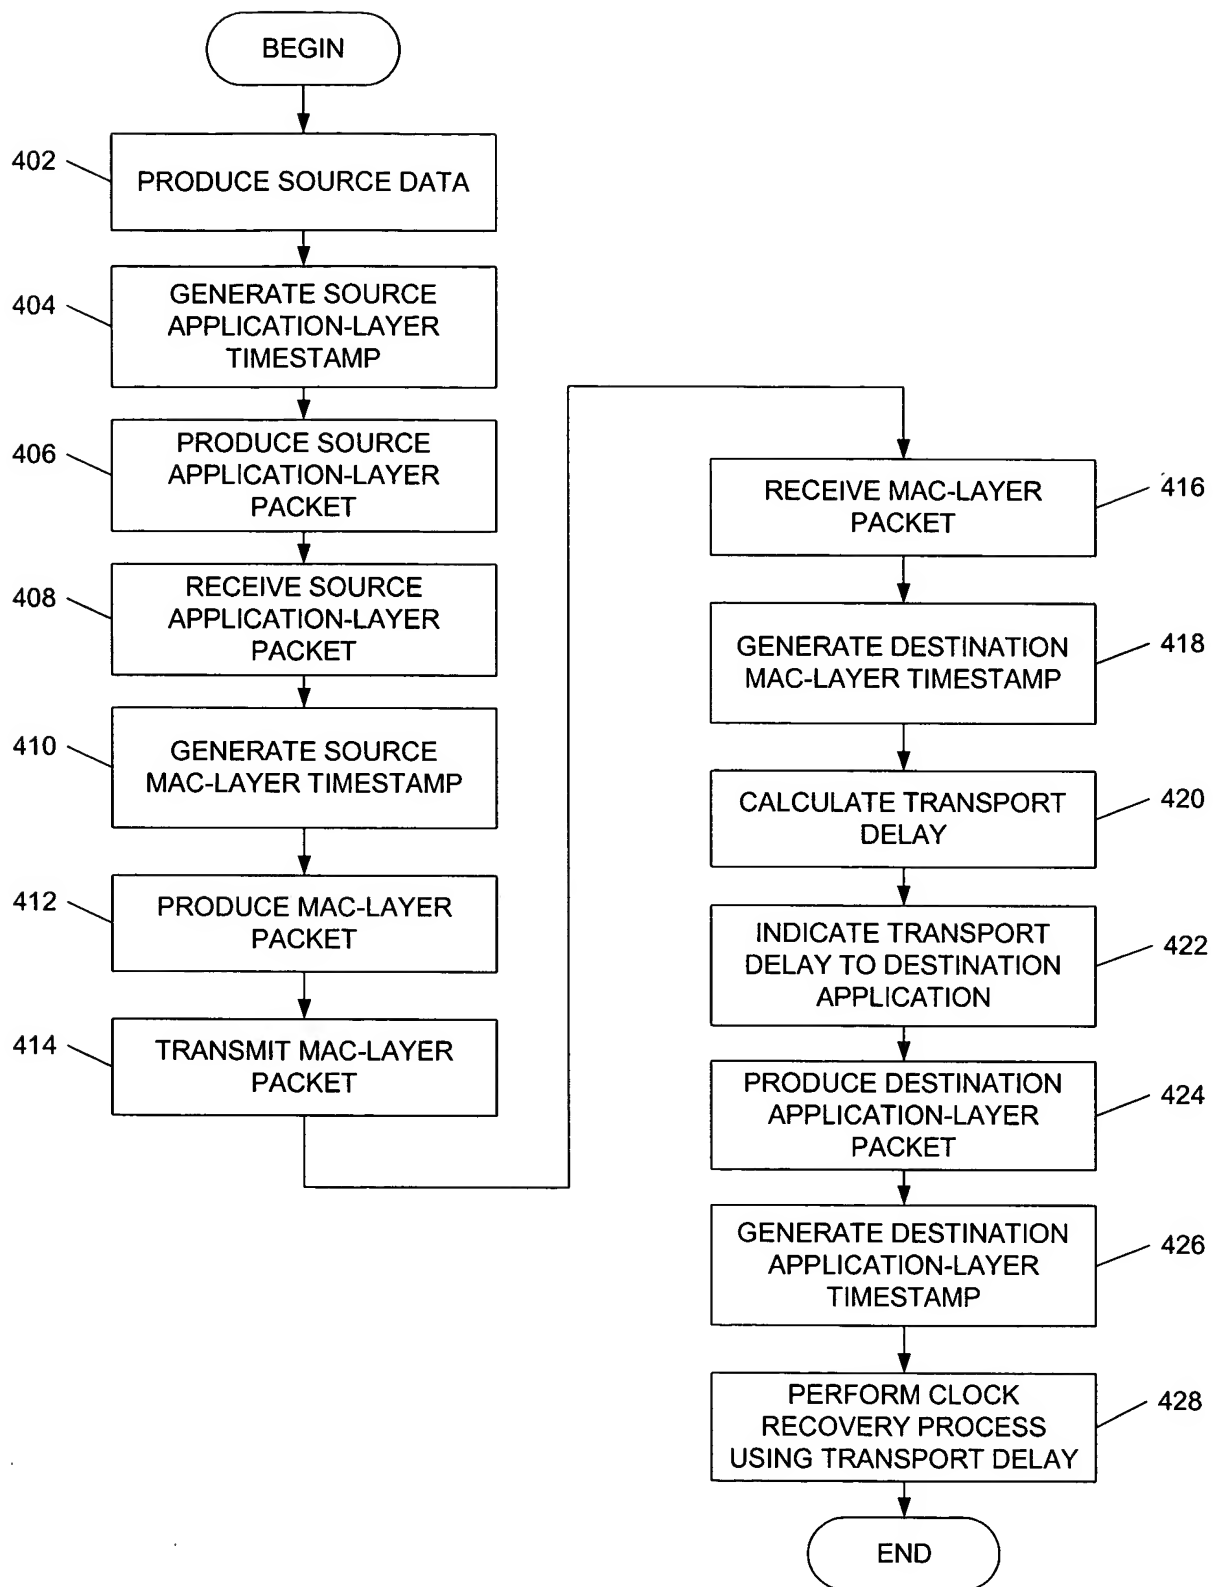 BEGIN
402
PRODUCE SOURCE DATA
404
GENERATE SOURCE
APPLICATION-LAYER
TIMESTAMP
406
PRODUCE SOURCE
APPLICATION-LAYER
PACKET
408
RECEIVE SOURCE
APPLICATION-LAYER
PACKET
410
GENERATE SOURCE
MAC-LAYER TIMESTAMP
412
PRODUCE MAC-LAYER
PACKET
414
TRANSMIT MAC-LAYER
PACKET
RECEIVE MAC-LAYER
PACKET
416
GENERATE DESTINATION
MAC-LAYER TIMESTAMP
418
CALCULATE TRANSPORT
DELAY
420
INDICATE TRANSPORT
DELAY TO DESTINATION
APPLICATION
422
PRODUCE DESTINATION
APPLICATION-LAYER
PACKET
424
GENERATE DESTINATION
APPLICATION-LAYER
TIMESTAMP
426
PERFORM CLOCK
RECOVERY PROCESS
USING TRANSPORT DELAY
428
END